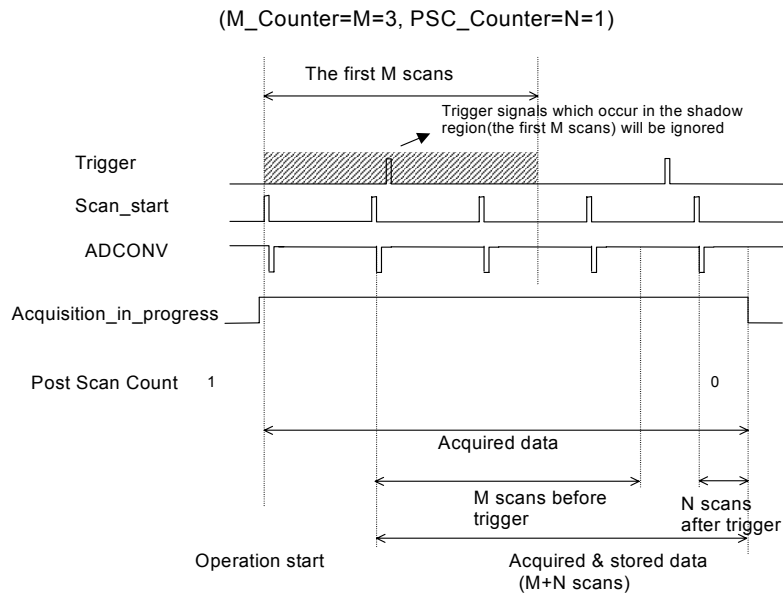 (M_Counter=M=3, PSC_Counter=N=1)
The first M scans
Trigger signals which occur in the shadow
region(the first M scans) will be ignored
Trigger
Scan_start
ADCONV
Acquisition_in_progress
Post Scan Count 1 0
Acquired data
M scans before
trigger
N scans
after trigger
Operation start
Acquired & stored data
(M+N scans)